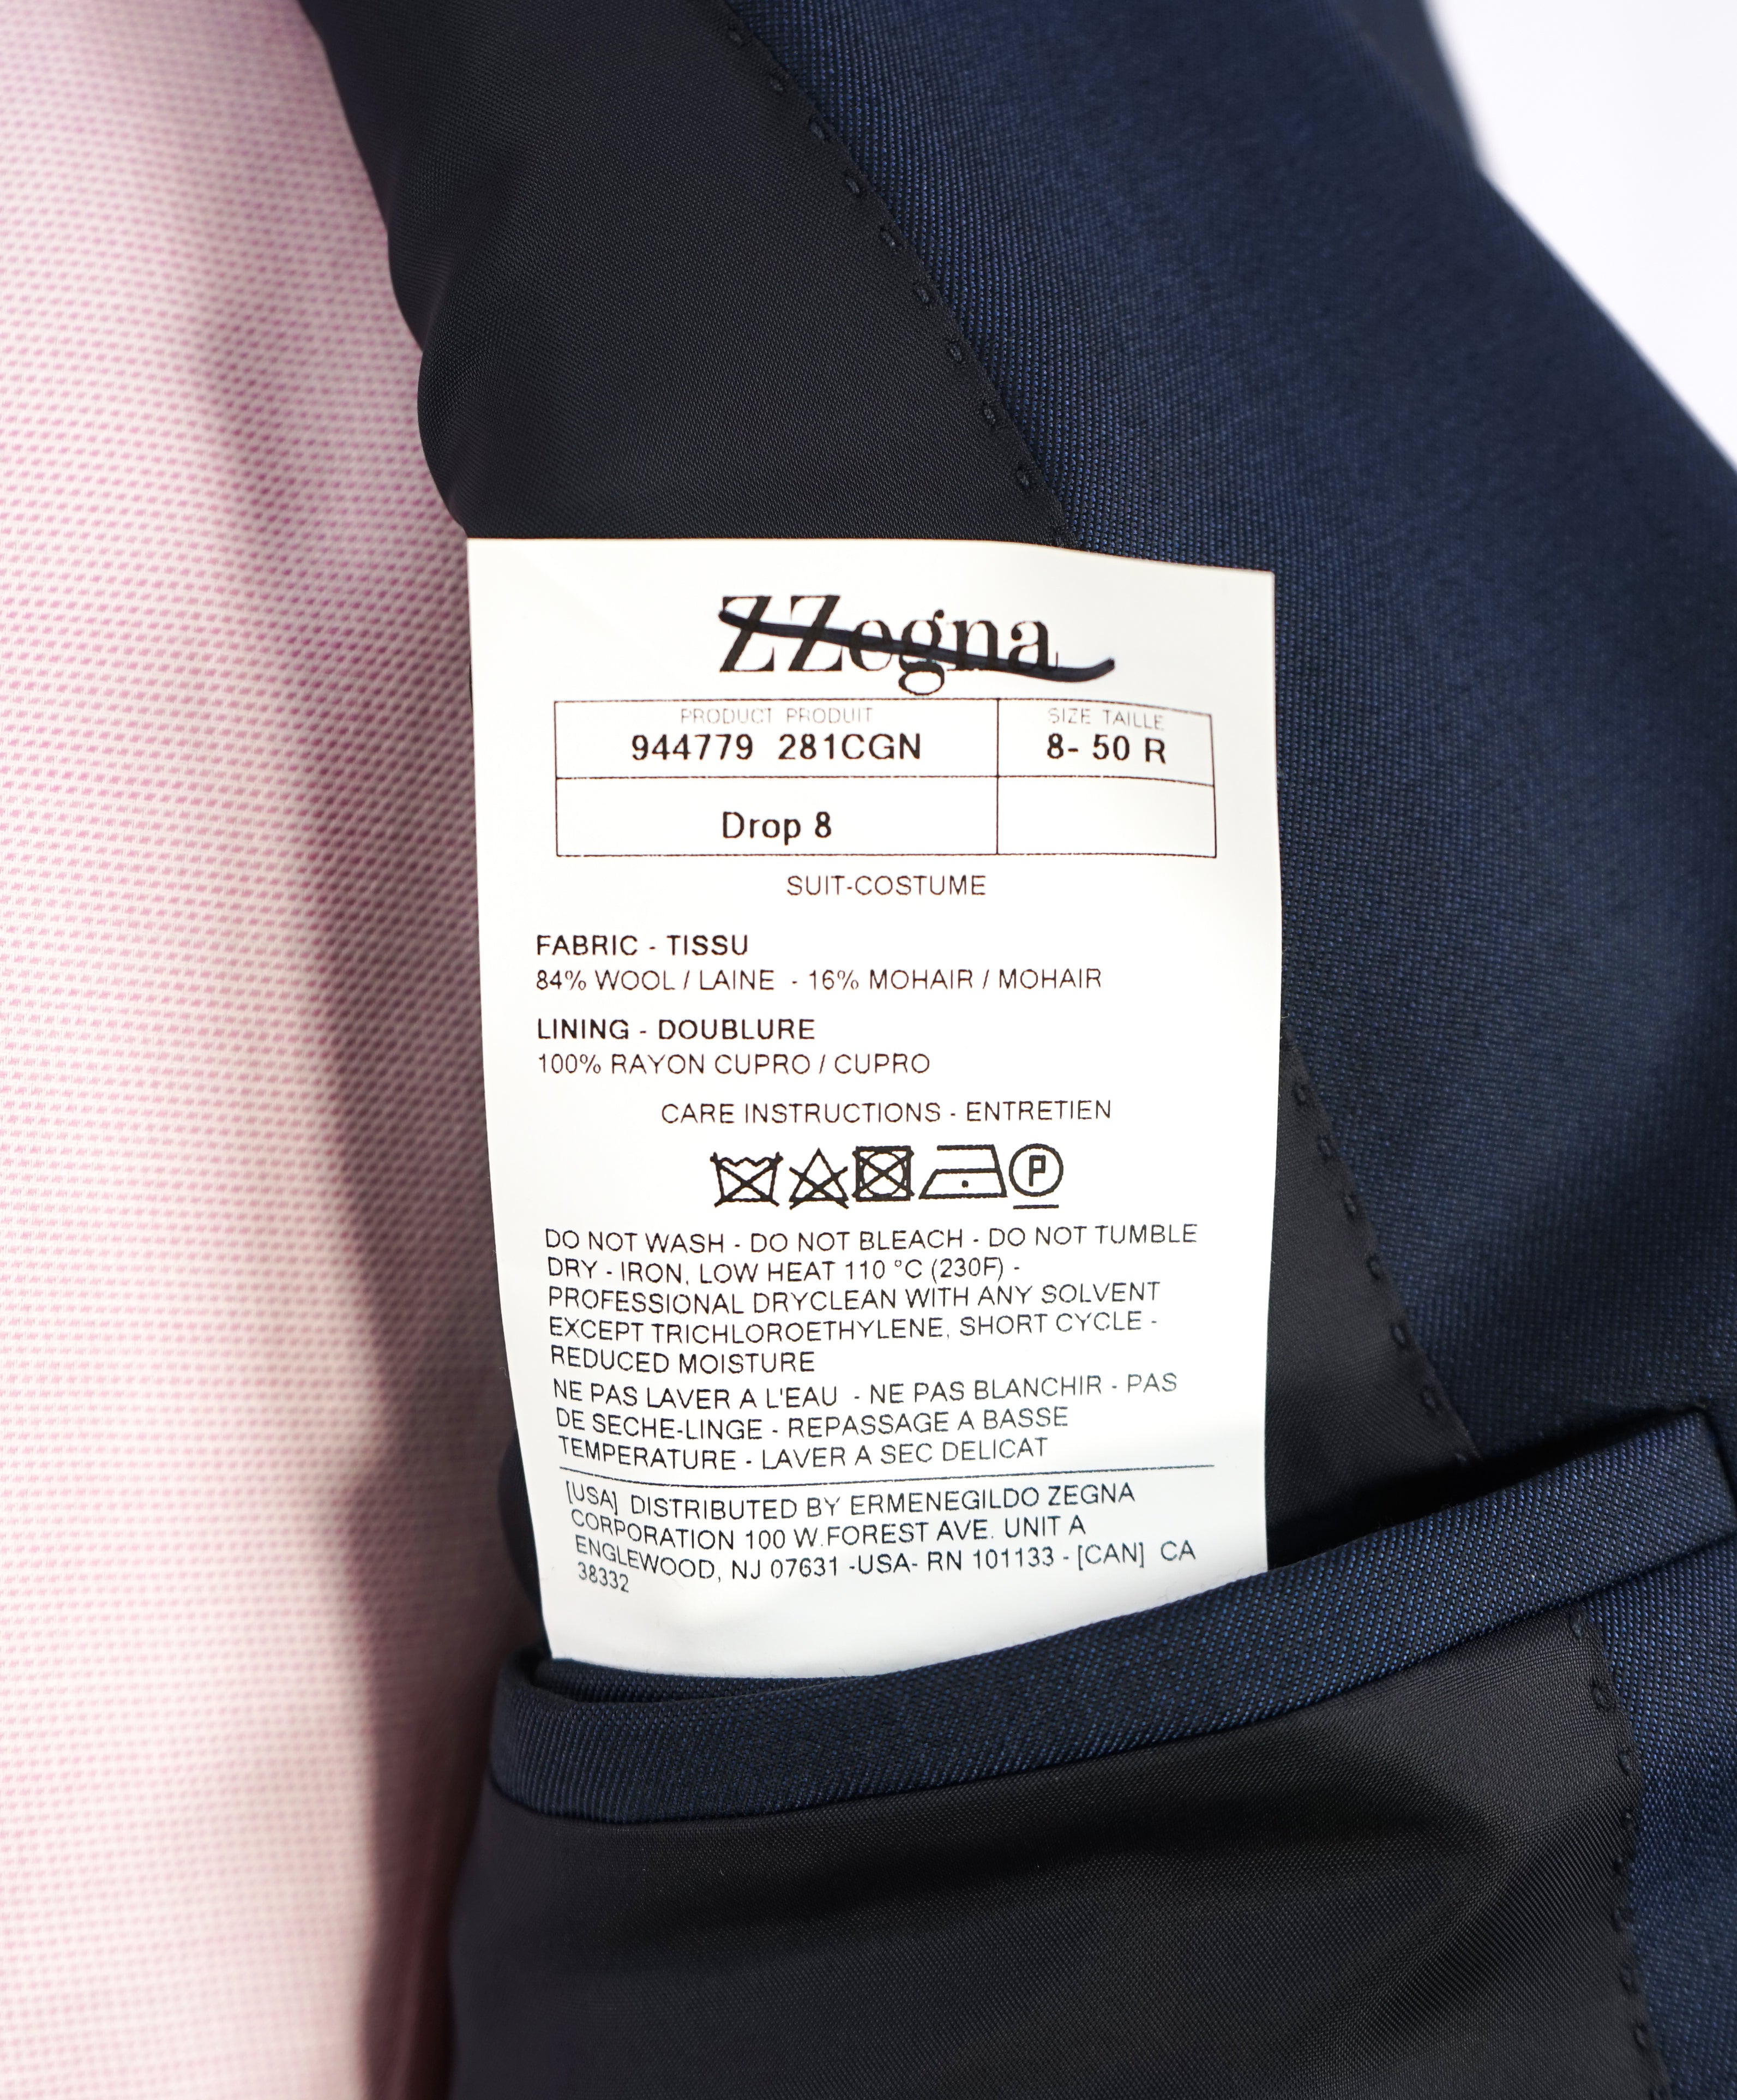 ZZegna
PRODUCT PRODUIT SIZE TAILLE
944779 281CGN 8- 50 R
Drop 8
SUIT-COSTUME
FABRIC - TISSU
84% WOOL / LAINE - 16% MOHAIR / MOHAIR
LINING - DOUBLURE
100% RAYON CUPRO / CUPRO
CARE INSTRUCTIONS - ENTRETIEN
P
DO NOT WASH - DO NOT BLEACH - DO NOT TUMBLE
DRY - IRON, LOW HEAT 110 °C (230F) -
PROFESSIONAL DRYCLEAN WITH ANY SOLVENT
EXCEPT TRICHLOROETHYLENE, SHORT CYCLE -
REDUCED MOISTURE
NE PAS LAVER A L'EAU - NE PAS BLANCHIR - PAS
DE SECHE-LINGE - REPASSAGE A BASSE
TEMPERATURE - LAVER A SEC DELICAT
[USA] DISTRIBUTED BY ERMENEGILDO ZEGNA
CORPORATION 100 W.FOREST AVE. UNIT A
ENGLEWOOD, NJ 07631 -USA- RN 101133 - [CAN] CA
38332